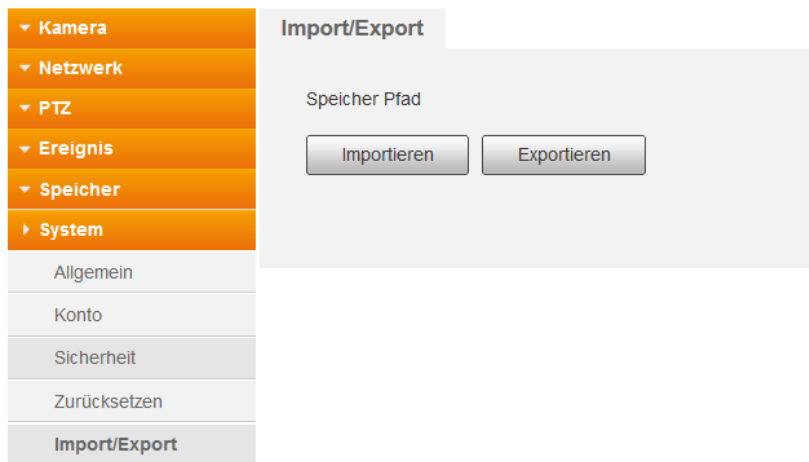 Kamera
Netzwerk
PTZ
Ereignis
Speicher
System
Allgemein
Konto
Sicherheit
Zurücksetzen
Import/Export
Import/Export
Speicher Pfad
Importieren
Exportieren